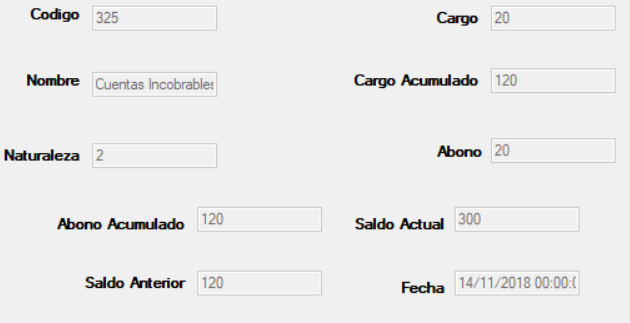 Codigo 325 Cargo 20
Nombre Cuentas Incobrables Cargo Acumulado 120
Naturaleza 2 Abono 20
Abono Acumulado 120 Saldo Actual 300
Saldo Anterior 120 Fecha 14/11/2018 00:00:(